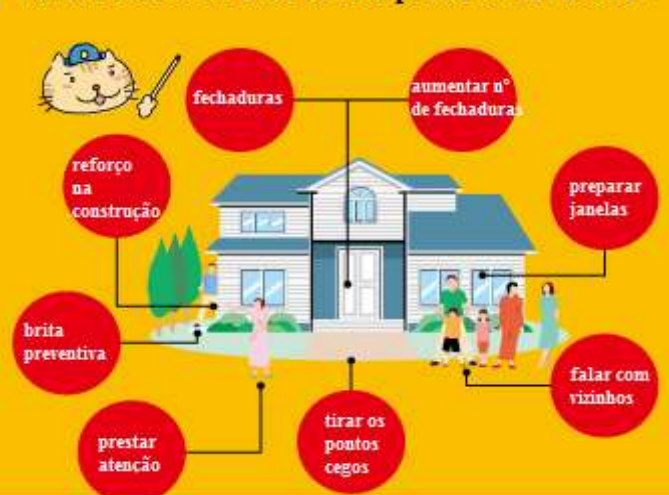 fechaduras
aumentar nº
de fechaduras
reforço
na
construção
preparar
janelas
brita
preventiva
falar com
vizinhos
prestar
atenção
tirar os
pontos
cegos